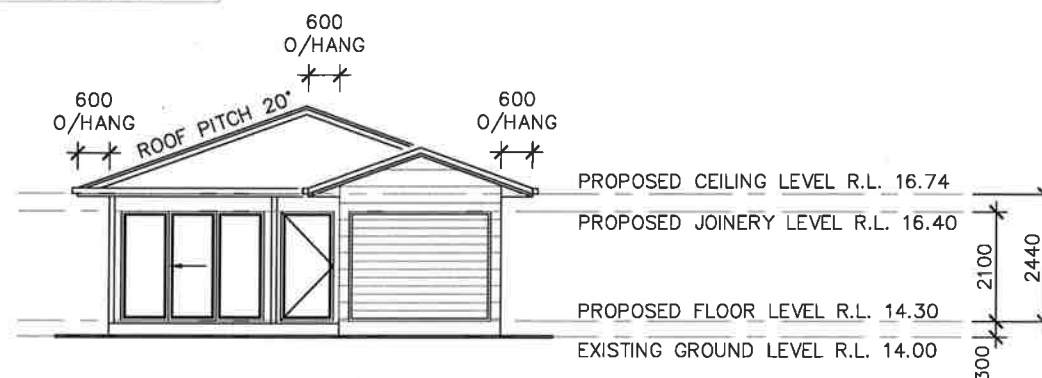 600
O/HANG
600
O/HANG
ROOF PITCH 20°
600
O/HANG
PROPOSED CEILING LEVEL R.L. 16.74
PROPOSED JOINERY LEVEL R.L. 16.40
2100
2440
PROPOSED FLOOR LEVEL R.L. 14.30
EXISTING GROUND LEVEL R.L. 14.00
300